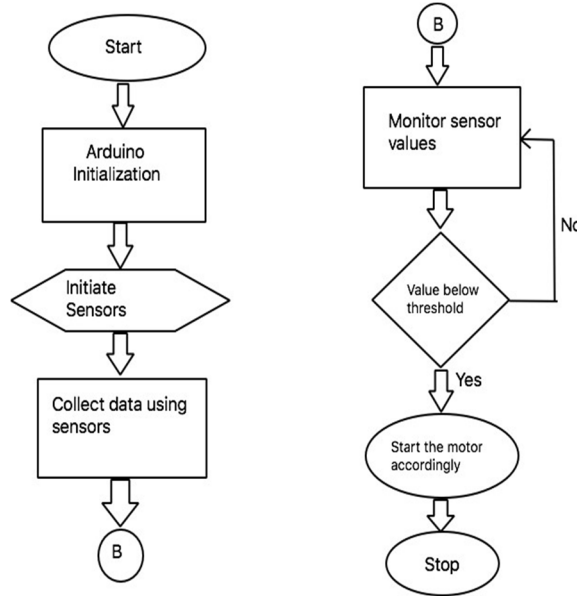 Start
Arduino
Initialization
Initiate
Sensors
Collect data using
sensors
B
B
Monitor sensor
values
No
Value below
threshold
Yes
Start the motor
accordingly
Stop